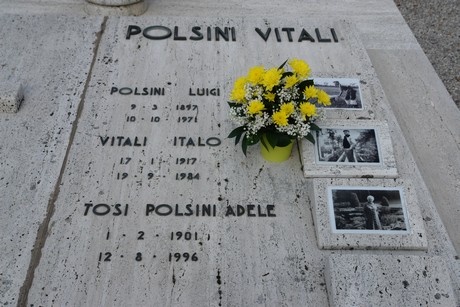 POLSINI VITALI
POLSINI LUIGI
9 - 3 - 1897
10 - 10 - 1971
VITALI ITALO
17 - 1 - 1917
19 - 9 - 1984
TOSI POLSINI ADELE
1 - 2 - 1901
12 - 8 - 1996